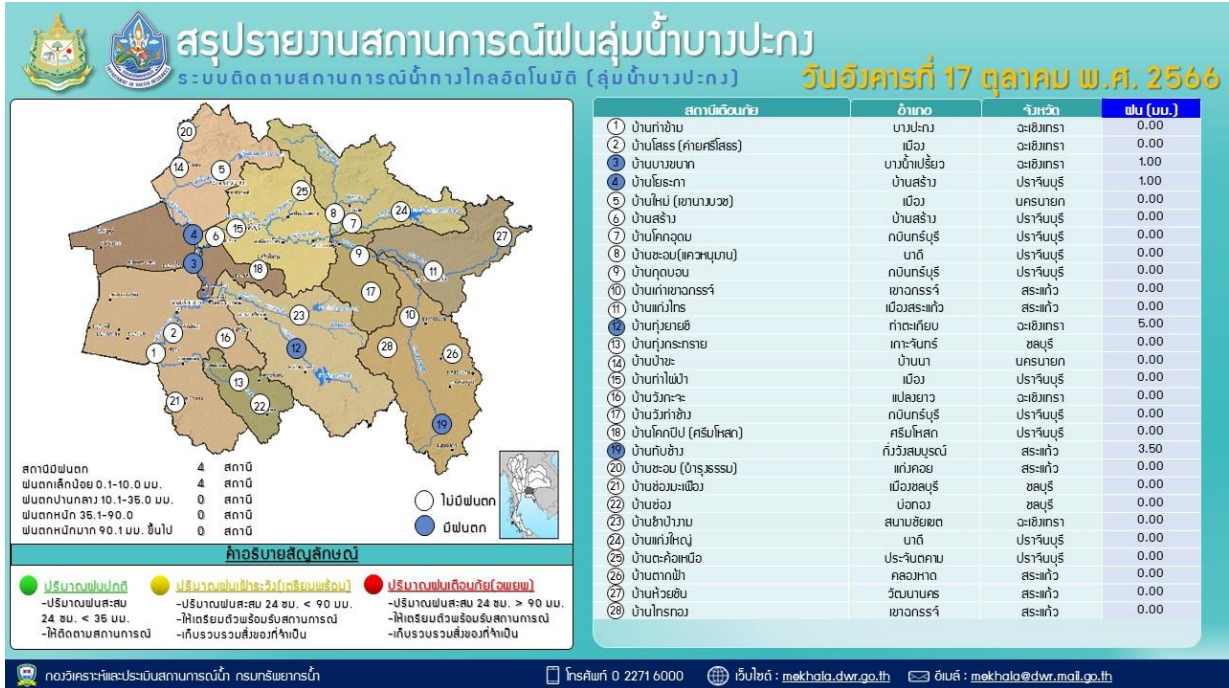 สรุปรายงานสถานการณ์ฝนลุ่มน้ำบางปะกง
ระบบติดตามสถานการณ์น้ำทางไกลอัตโนมัติ (ลุ่มน้ำบางปะกง)
วันอังคารที่ 17 ตุลาคม พ.ศ. 2566
สถานีเตือนภัย อำเภอ จังหวัด ฝน (มม.)
1 บ้านท่าข้าม บางปะกง ฉะเชิงเทรา 0.00
2 บ้านโสธร (ค่ายศรีโสธร) เมือง ฉะเชิงเทรา 0.00
3 บ้านบางขนาก บางน้ำเปรี้ยว ฉะเชิงเทรา 1.00
4 บ้านโยธะกา บ้านสร้าง ปราจีนบุรี 1.00
5 บ้านใหม่ (เขานางบวช) เมือง นครนายก 0.00
6 บ้านสร้าง บ้านสร้าง ปราจีนบุรี 0.00
7 บ้านโคกอุดม กบินทร์บุรี ปราจีนบุรี 0.00
8 บ้านซะอม(แควหนุมาน) นาดี ปราจีนบุรี 0.00
9 บ้านกุดบอน กบินทร์บุรี ปราจีนบุรี 0.00
10 บ้านเก่าเขาฉกรรจ์ เขาฉกรรจ์ สระแก้ว 0.00
11 บ้านแก่งไทร เมืองสระแก้ว สระแก้ว 0.00
12 บ้านทุ่งยายชี ท่าตะเกียบ ฉะเชิงเทรา 5.00
13 บ้านทุ่งกระทราย เกาะจันทร์ ชลบุรี 0.00
14 บ้านป่าขะ บ้านนา นครนายก 0.00
15 บ้านท่าไผ่ป่า เมือง ปราจีนบุรี 0.00
16 บ้านวังกะจะ แปลงยาว ฉะเชิงเทรา 0.00
17 บ้านวังท่าช้าง กบินทร์บุรี ปราจีนบุรี 0.00
18 บ้านโคกปีป (ศรีมโหสถ) ศรีมโหสถ ปราจีนบุรี 0.00
19 บ้านทับช้าง กิ่งวังสมบูรณ์ สระแก้ว 3.50
20 บ้านซะอม (บำรุงธรรม) แก่งคอย สระแก้ว 0.00
21 บ้านช่องมะเฟือง เมืองชลบุรี ชลบุรี 0.00
22 บ้านช่อง บ่อทอง ชลบุรี 0.00
23 บ้านชำป่างาม สนามชัยเขต ฉะเชิงเทรา 0.00
24 บ้านแก่งใหญ่ นาดี ปราจีนบุรี 0.00
25 บ้านตะคร้อเหนือ ประจันตคาม ปราจีนบุรี 0.00
26 บ้านตากฟ้า คลองหาด สระแก้ว 0.00
27 บ้านห้วยชัน วัฒนานคร สระแก้ว 0.00
28 บ้านไทรทอง เขาฉกรรจ์ สระแก้ว 0.00
สถานีมีฝนตก 4 สถานี
ฝนตกเล็กน้อย 0.1-10.0 มม. 4 สถานี
ฝนตกปานกลาง 10.1-35.0 มม. 0 สถานี
ฝนตกหนัก 35.1-90.0 0 สถานี
ฝนตกหนักมาก 90.1 มม. ขึ้นไป 0 สถานี
ไม่มีฝนตก
มีฝนตก
คำอธิบายสัญลักษณ์
ปริมาณฝนปกติ
-ปริมาณฝนสะสม
24 ชม. < 35 มม.
-ให้ติดตามสถานการณ์
ปริมาณฝนเฝ้าระวัง(เตรียมพร้อม)
-ปริมาณฝนสะสม 24 ชม. < 90 มม.
-ให้เตรียมตัวพร้อมรับสถานการณ์
-เก็บรวบรวมสิ่งของที่จำเป็น
ปริมาณฝนเตือนภัย(อพยพ)
-ปริมาณฝนสะสม 24 ชม. > 90 มม.
-ให้เตรียมตัวพร้อมรับสถานการณ์
-เก็บรวบรวมสิ่งของที่จำเป็น
กองวิเคราะห์และประเมินสถานการณ์น้ำ กรมทรัพยากรน้ำ โทรศัพท์ 0 2271 6000 เว็บไซต์ : mekhala.dwr.go.th อีเมล์ : mekhala@dwr.mail.go.th